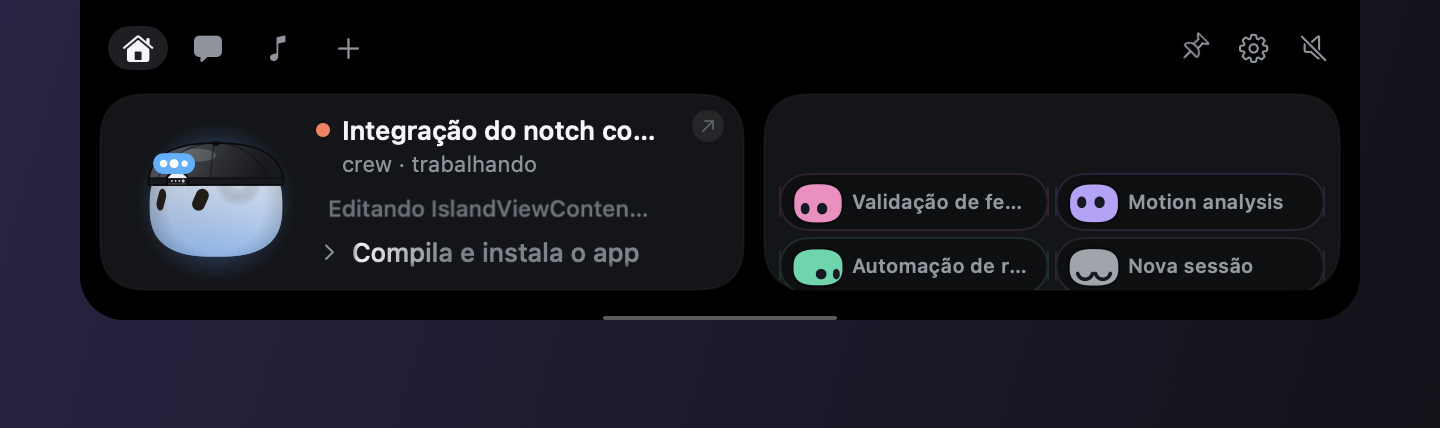 Integração do notch co...
crew · trabalhando
Editando IslandViewConten...
Compila e instala o app
Validação de fe...
Motion analysis
Automação de r...
Nova sessão